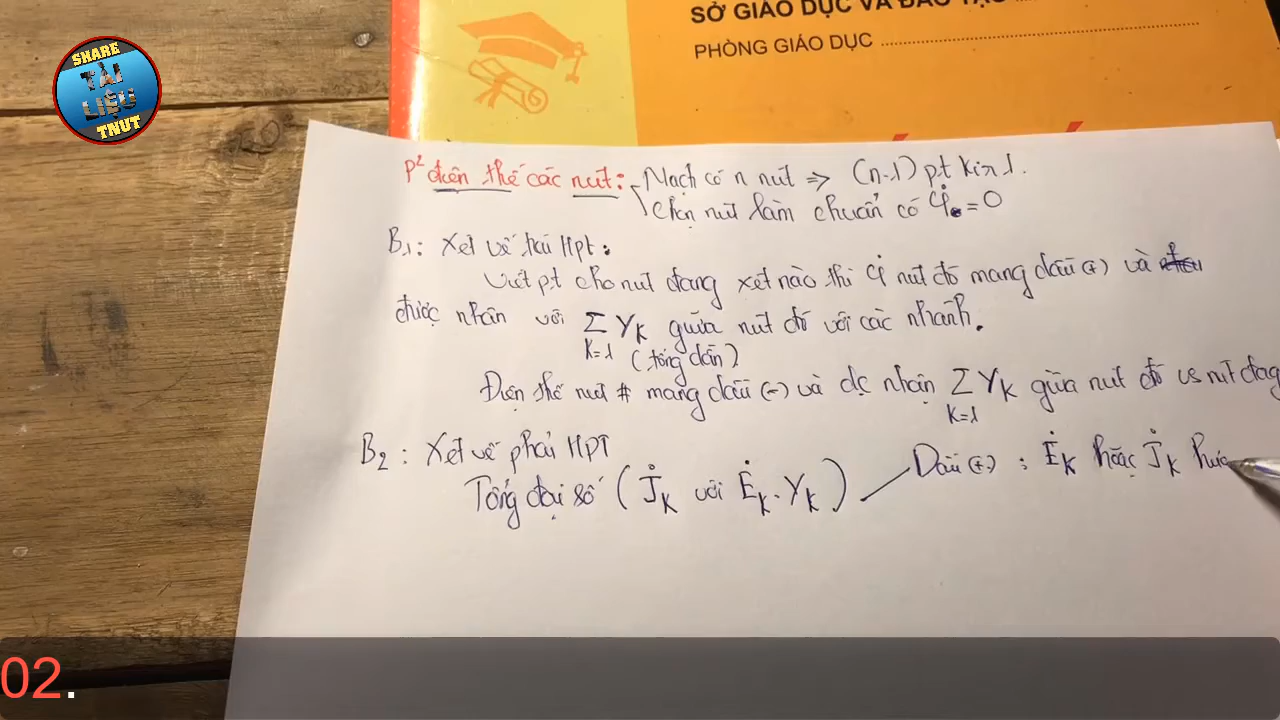 SHARE
TÀI
LIỆU
TNUT
SỞ GIÁO DỤC VÀ ĐÀO TẠO
PHÒNG GIÁO DỤC
P² điện thế các nút: Mạch có n nút => (n-1) pt kir 1.
Chọn nút làm chuẩn có φ̇ = 0
B1: Xét vế trái Hpt:
Viết pt cho nút đang xét nào thì φ̇ nút đó mang dấu (+) và
được nhân với Σ YK giữa nút đó với các nhánh.
K=1 (tổng dẫn)
Điện thế nút # mang dấu (-) và đc nhân Σ YK giữa nút đó vs nút đag
K=1
B2: Xét vế phải HPT
Dấu (+) : ĖK hoặc J̇K hướ
Tổng đại số (J̇K với ĖK.YK)
02.